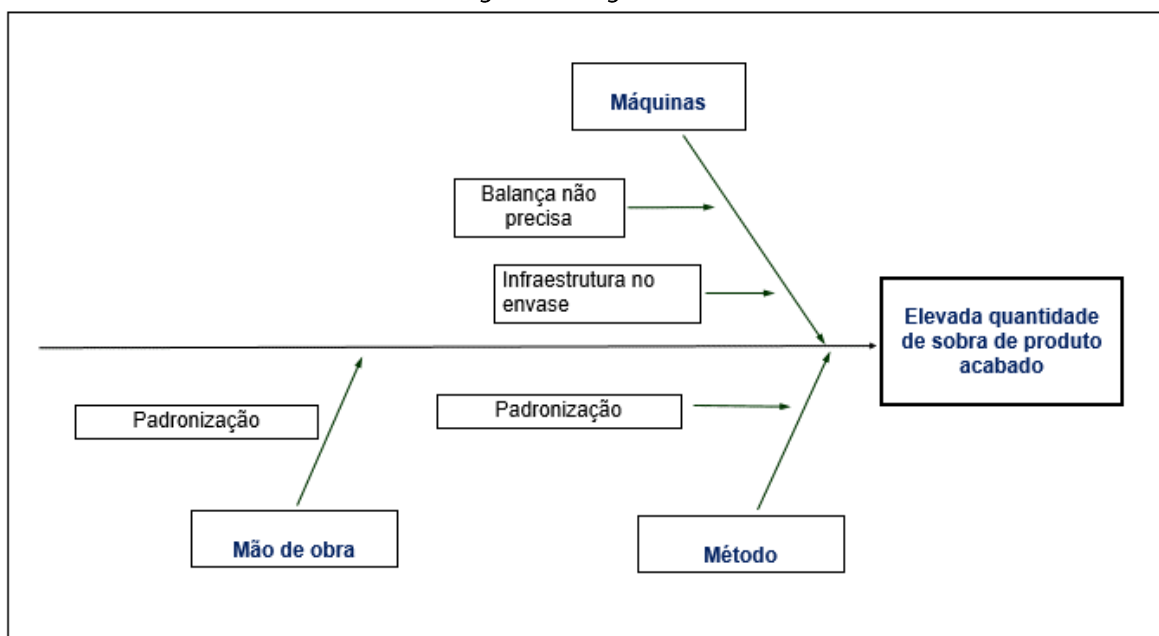 Máquinas
Balança não
precisa
Infraestrutura no
envase
Elevada quantidade
de sobra de produto
acabado
Padronização
Padronização
Mão de obra
Método